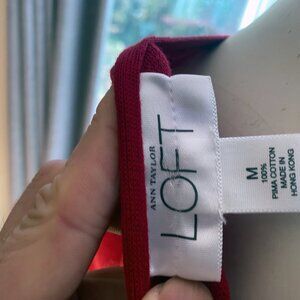 ANN TAYLOR
LOFT
M
100%
PIMA COTTON
MADE IN
HONG KONG